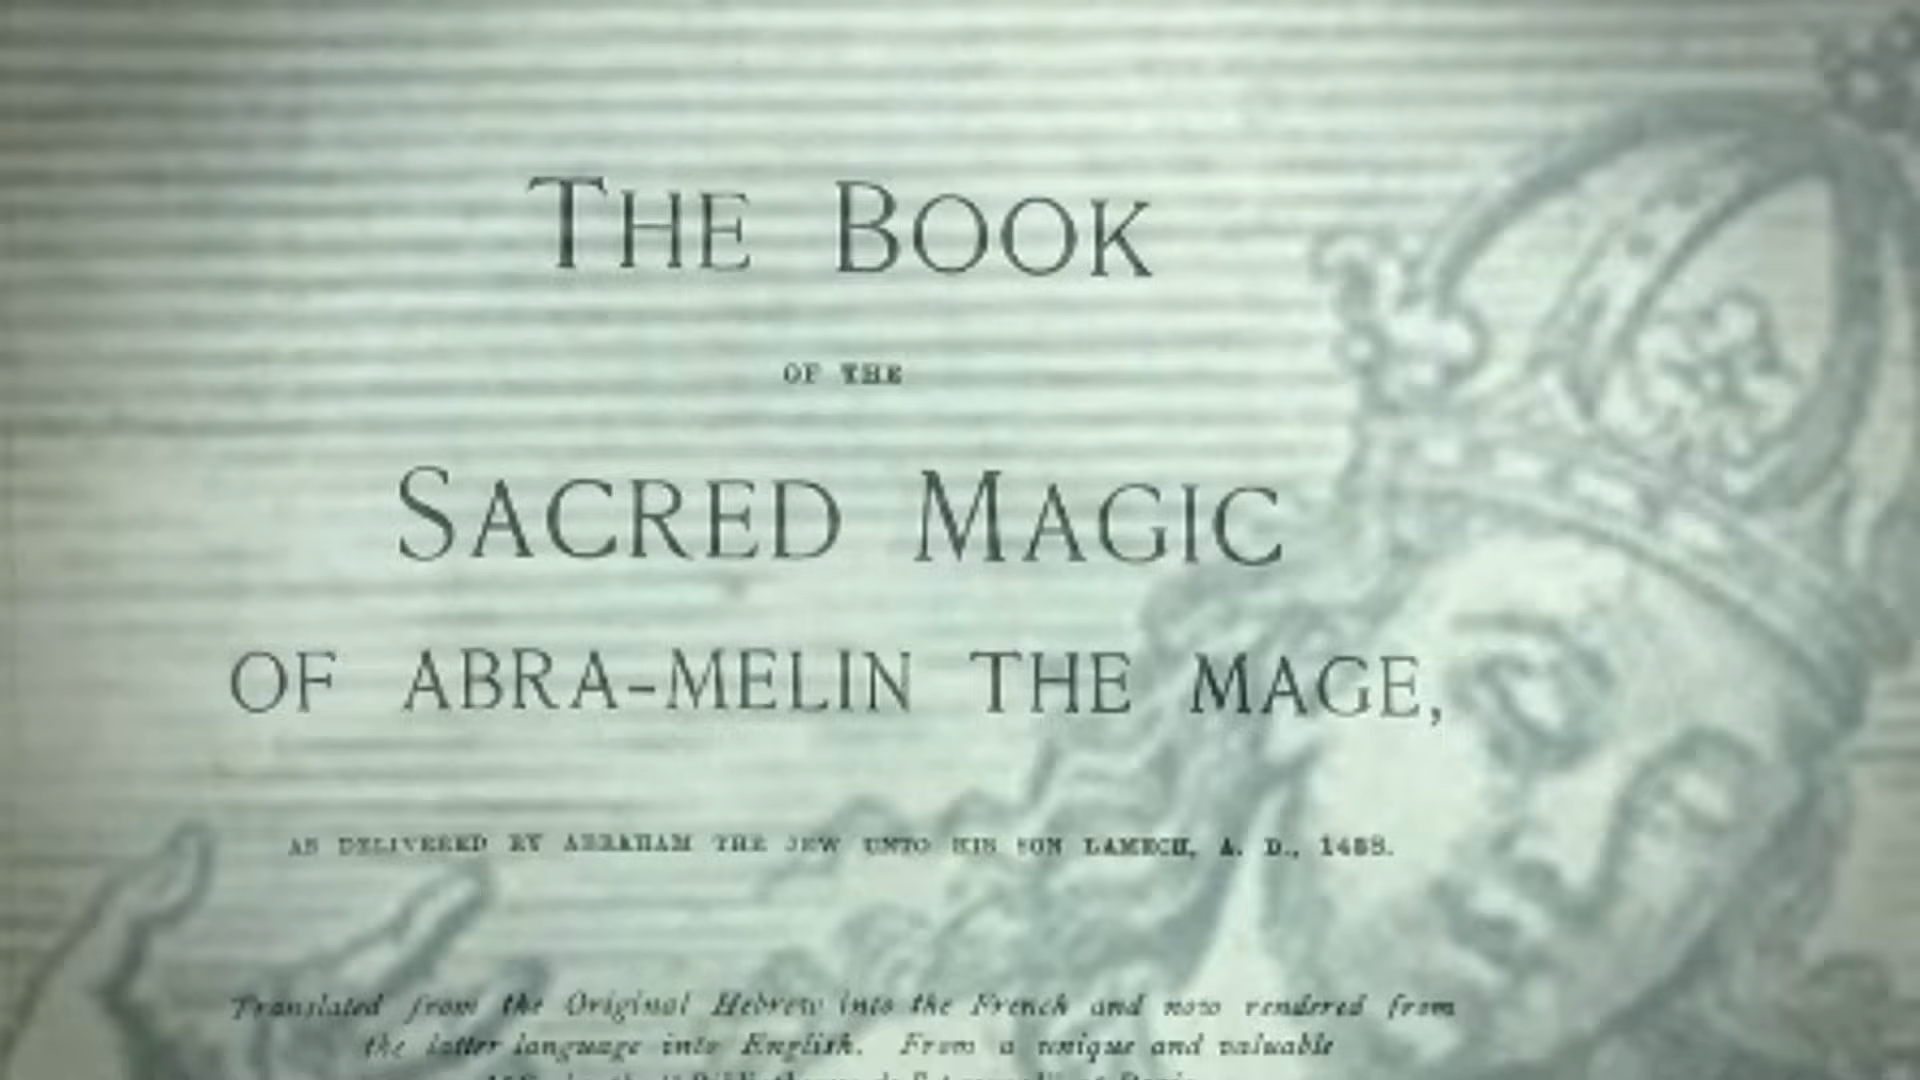 THE BOOK
OF THE
SACRED MAGIC
OF ABRA-MELIN THE MAGE,
AS DELIVERED BY ABRAHAM THE JEW UNTO HIS SON LAMECH, A. D., 1458.
Translated from the Original Hebrew into the French and now rendered from
the latter language into English. From a unique and valuable